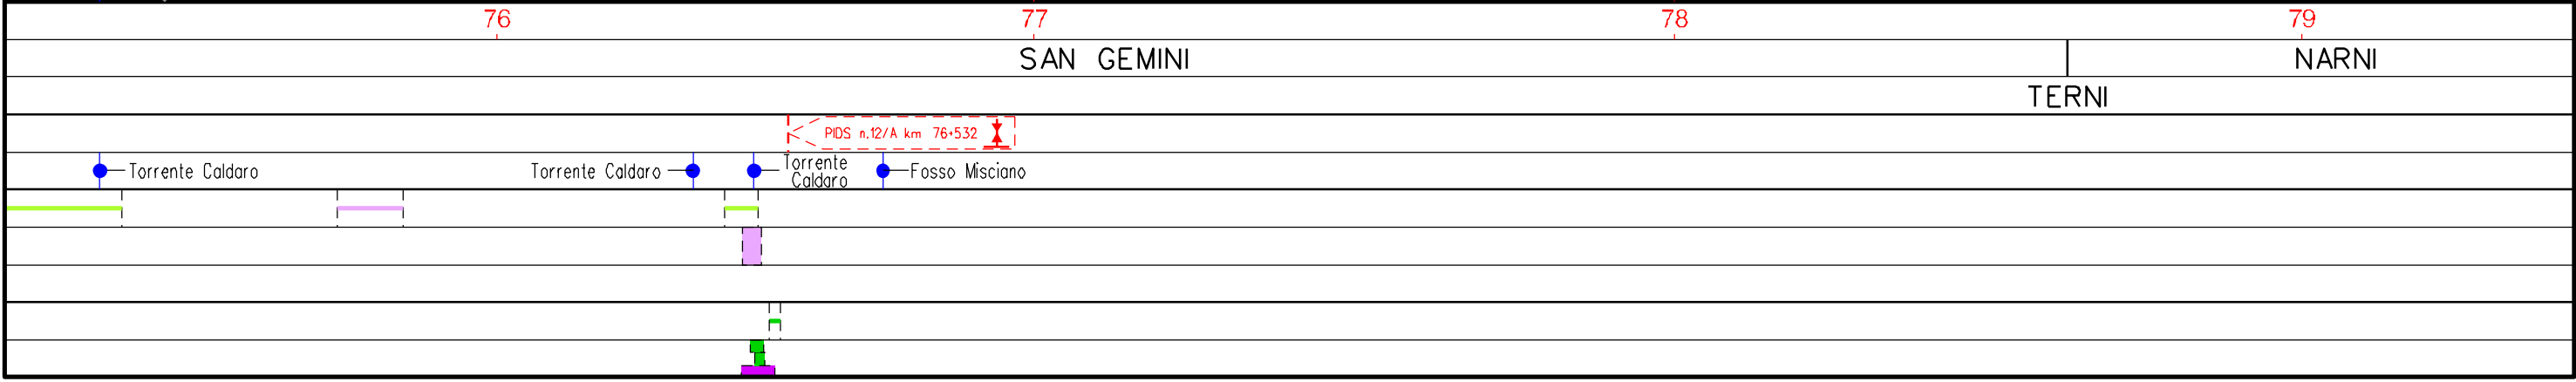 76 77 78 79
SAN GEMINI NARNI
TERNI
PIDS n.12/A km 76+532
Torrente Caldaro Torrente Caldaro Torrente Fosso Misciano
Caldaro